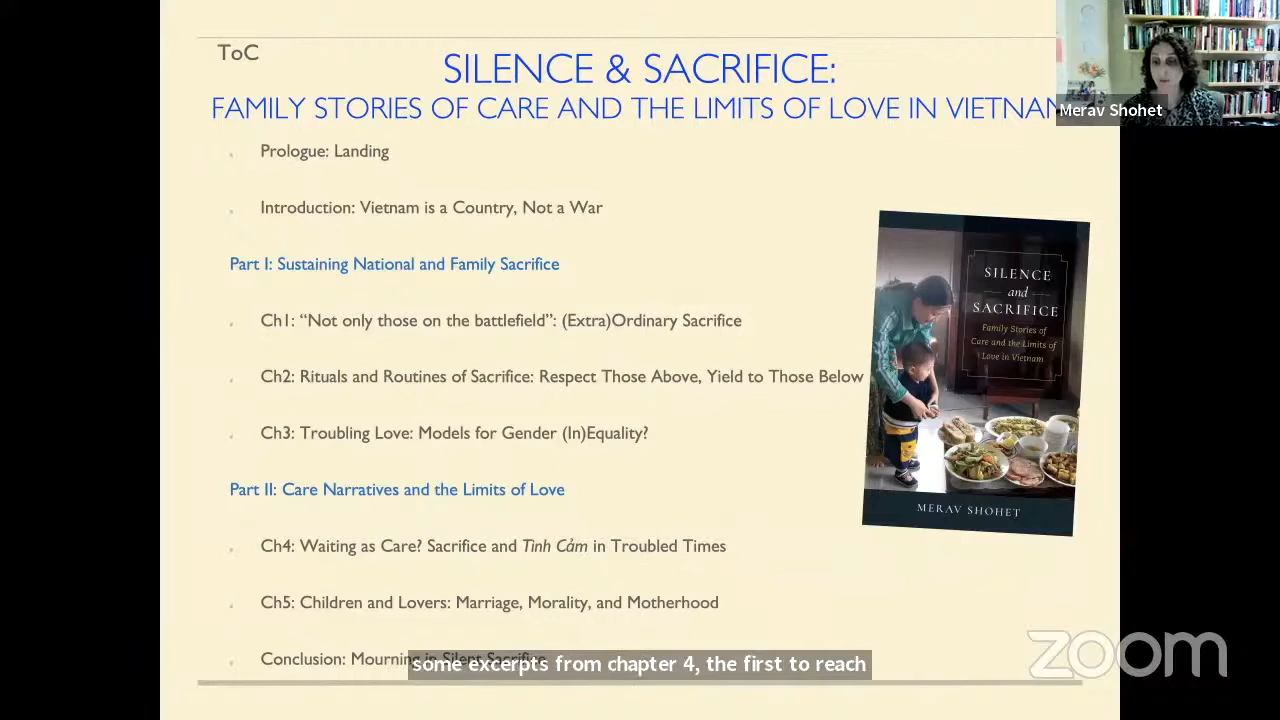 ToC
SILENCE & SACRIFICE:
FAMILY STORIES OF CARE AND THE LIMITS OF LOVE IN VIETNAM
Merav Shohet
Prologue: Landing
Introduction: Vietnam is a Country, Not a War
Part I: Sustaining National and Family Sacrifice
Ch1: “Not only those on the battlefield”: (Extra)Ordinary Sacrifice
Ch2: Rituals and Routines of Sacrifice: Respect Those Above, Yield to Those Below
Ch3: Troubling Love: Models for Gender (In)Equality?
Part II: Care Narratives and the Limits of Love
Ch4: Waiting as Care? Sacrifice and Tình Cảm in Troubled Times
Ch5: Children and Lovers: Marriage, Morality, and Motherhood
Conclusion: Mourning in Silent Sacrifice
SILENCE
and
SACRIFICE
Family Stories of
Care and the Limits of
Love in Vietnam
MERAV SHOHET
some excerpts from chapter 4, the first to reach
zoom